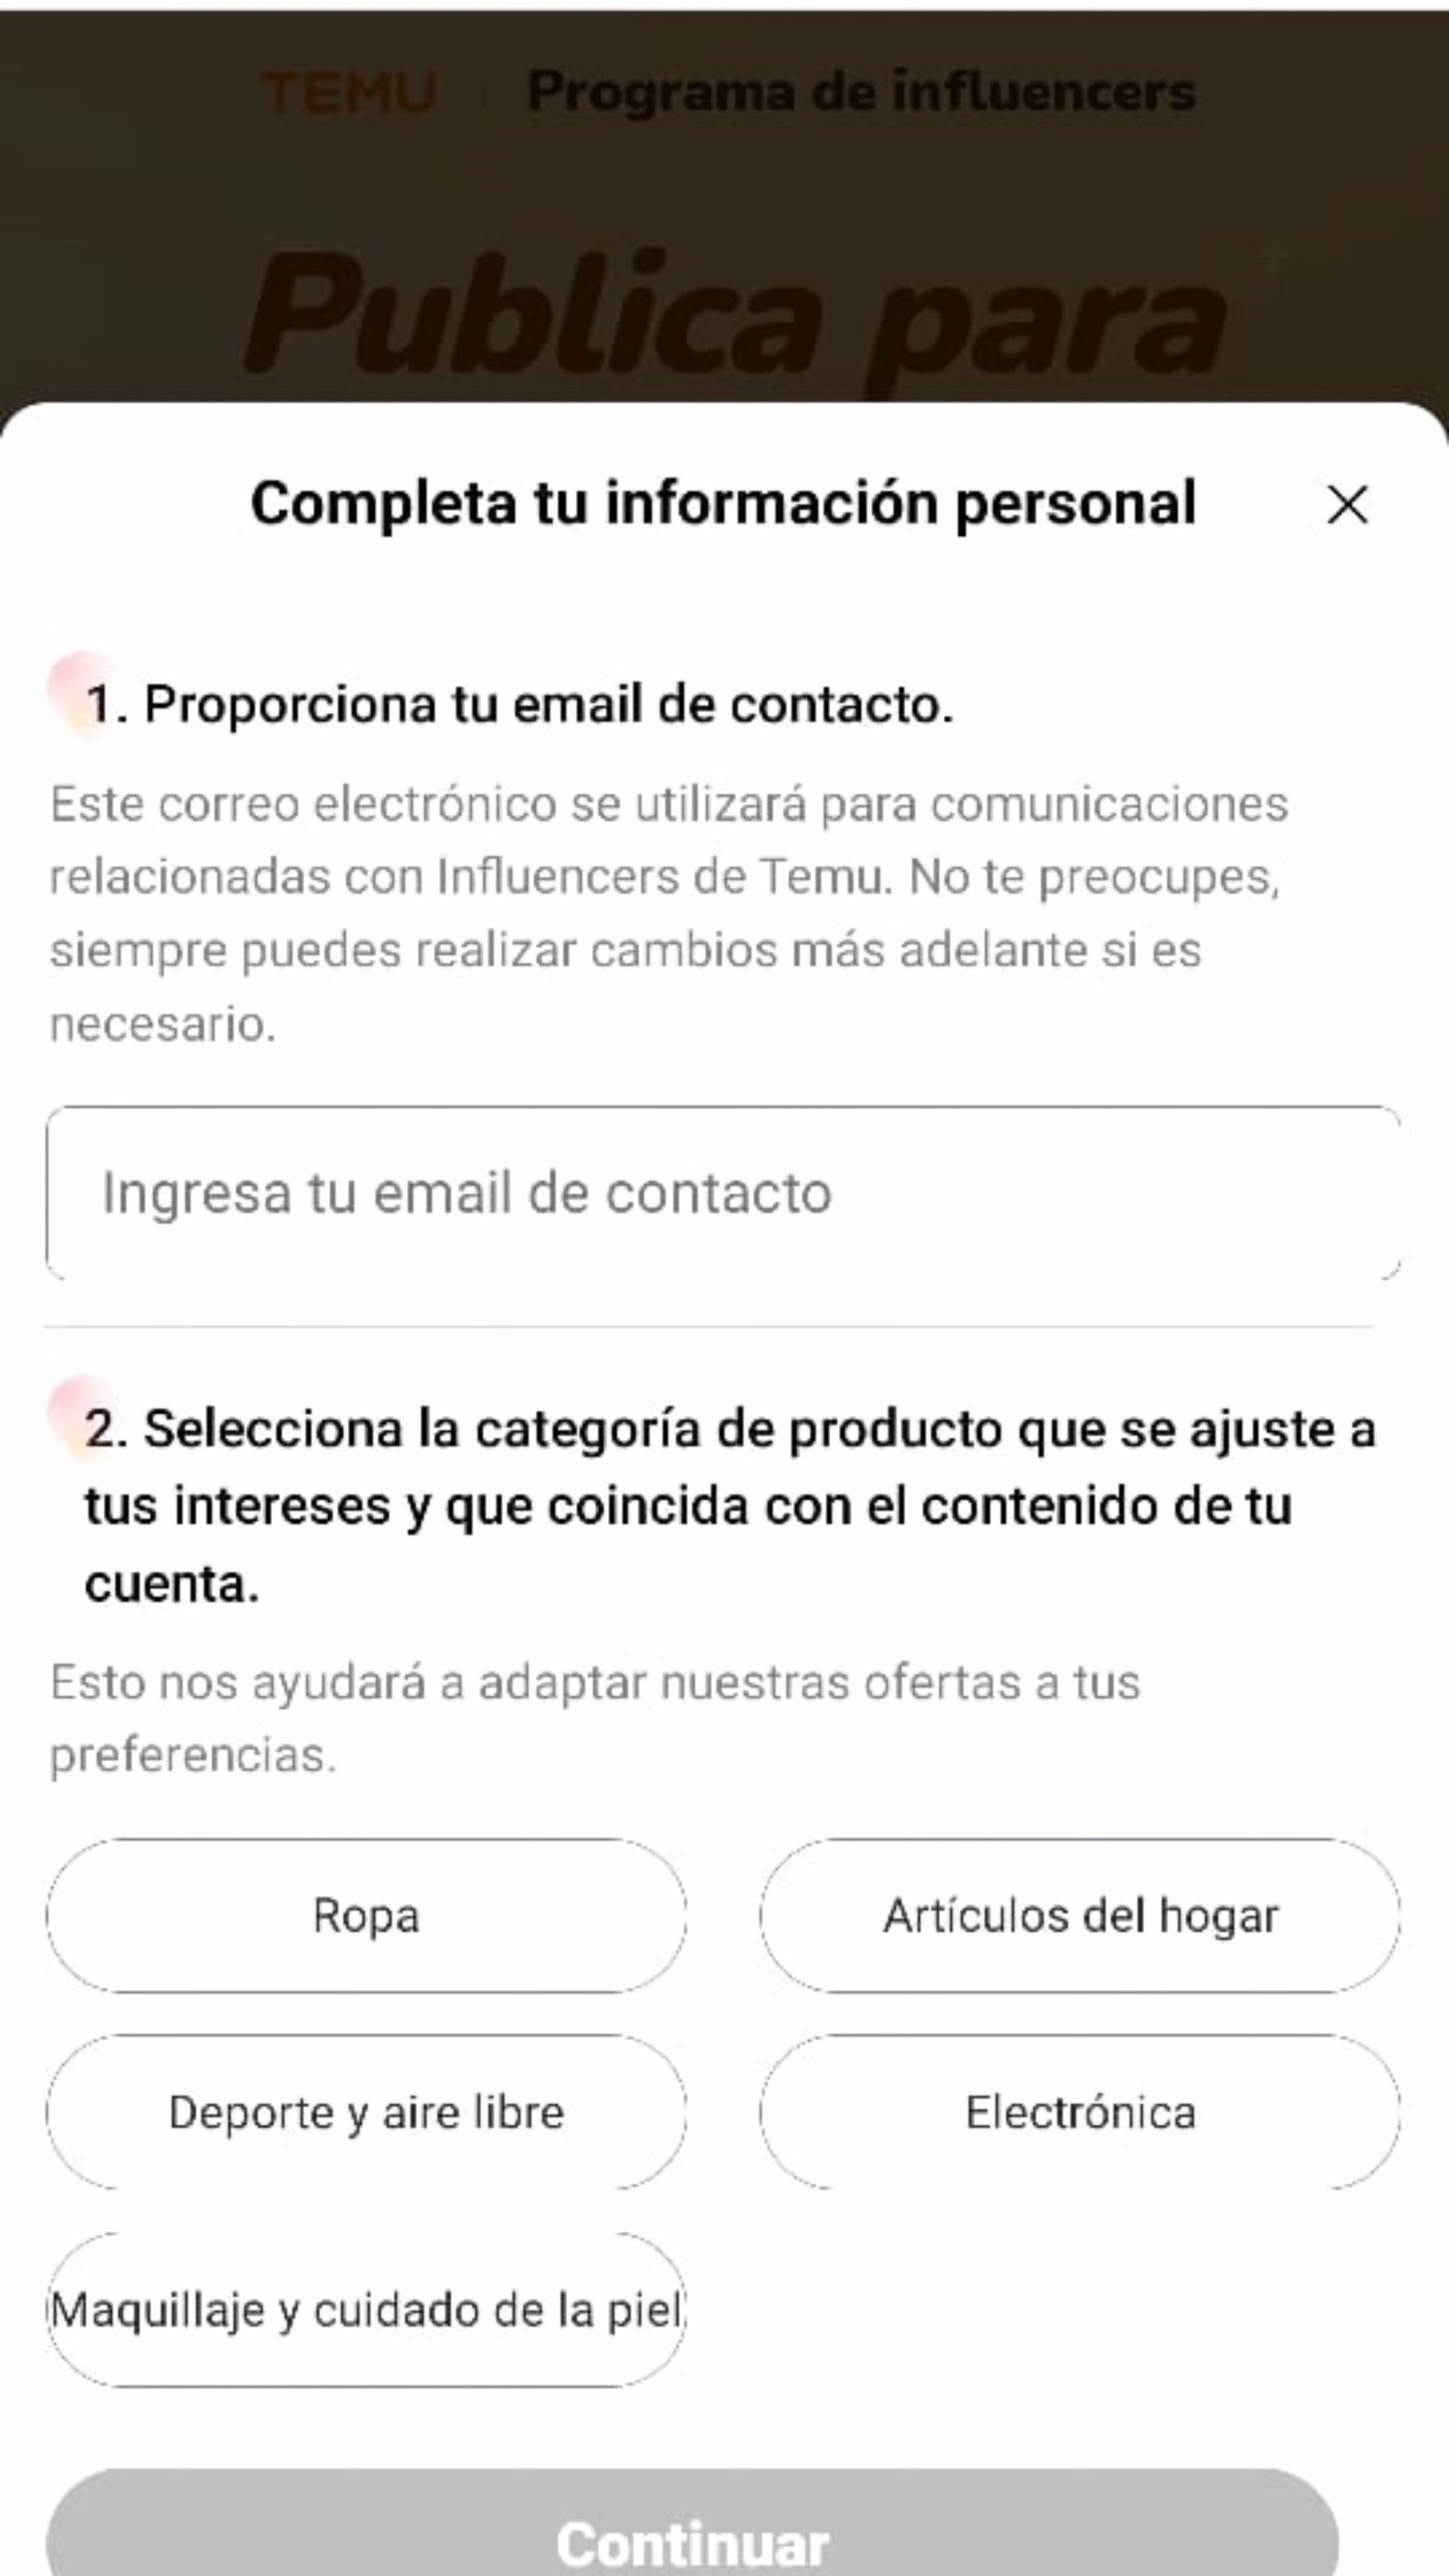 TEMU Programa de influencers
Publica para
Completa tu información personal
1. Proporciona tu email de contacto.
Este correo electrónico se utilizará para comunicaciones
relacionadas con Influencers de Temu. No te preocupes,
siempre puedes realizar cambios más adelante si es
necesario.
Ingresa tu email de contacto
2. Selecciona la categoría de producto que se ajuste a
tus intereses y que coincida con el contenido de tu
cuenta.
Esto nos ayudará a adaptar nuestras ofertas a tus
preferencias.
Ropa
Artículos del hogar
Deporte y aire libre
Electrónica
Maquillaje y cuidado de la piel
Continuar